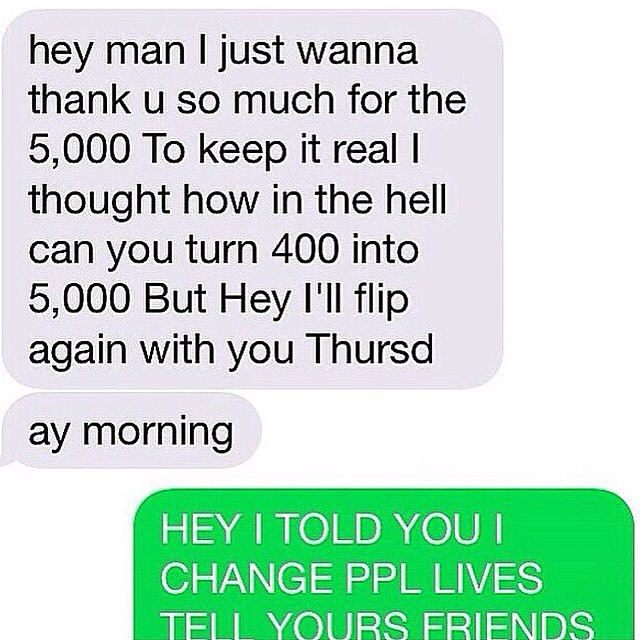 hey man I just wanna
thank u so much for the
5,000 To keep it real I
thought how in the hell
can you turn 400 into
5,000 But Hey I'll flip
again with you Thursd
ay morning
HEY I TOLD YOU I
CHANGE PPL LIVES
TELL YOURS FRIENDS